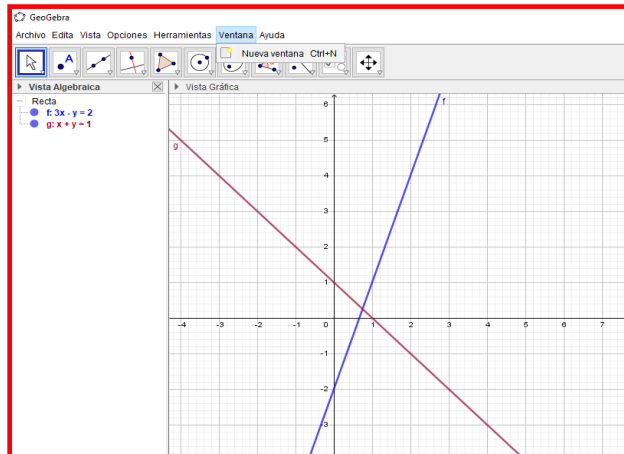 GeoGebra
Archivo Edita Vista Opciones Herramientas Ventana Ayuda
Nueva ventana Ctrl+N
A
Vista Algebraica
Vista Gráfica
Recta
f: 3x - y = 2
g: x + y = 1
f
g
6
5
4
3
2
1
-4 -3 -2 -1 0 1 2 3 4 5 6 7
-1
-2
-3